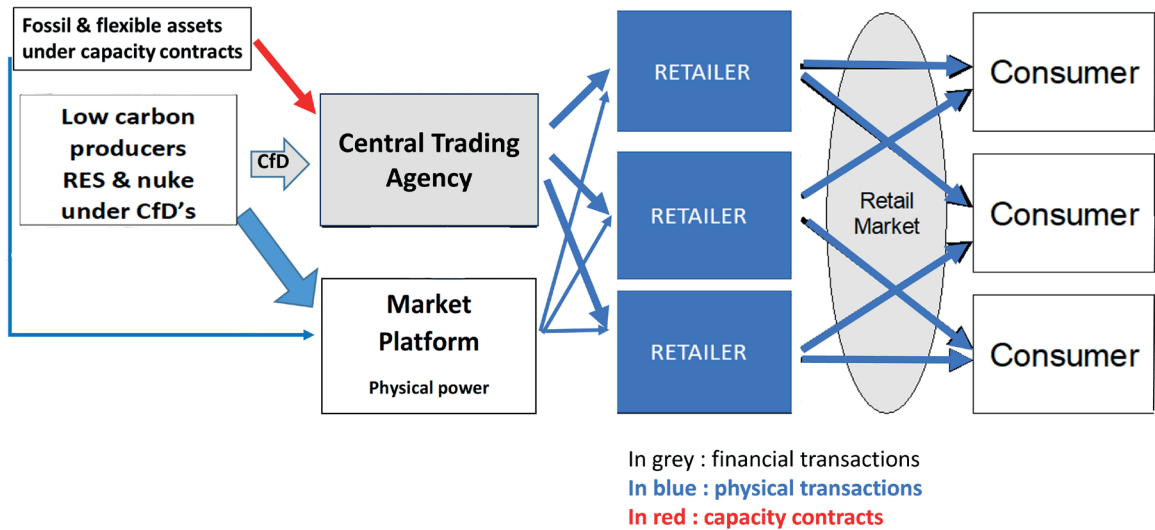 Fossil & flexible assets
under capacity contracts
Low carbon
producers
RES & nuke
under CfD's
CfD
Central Trading
Agency
Market
Platform
Physical power
RETAILER
RETAILER
RETAILER
Retail
Market
Consumer
Consumer
Consumer
In grey : financial transactions
In blue : physical transactions
In red : capacity contracts